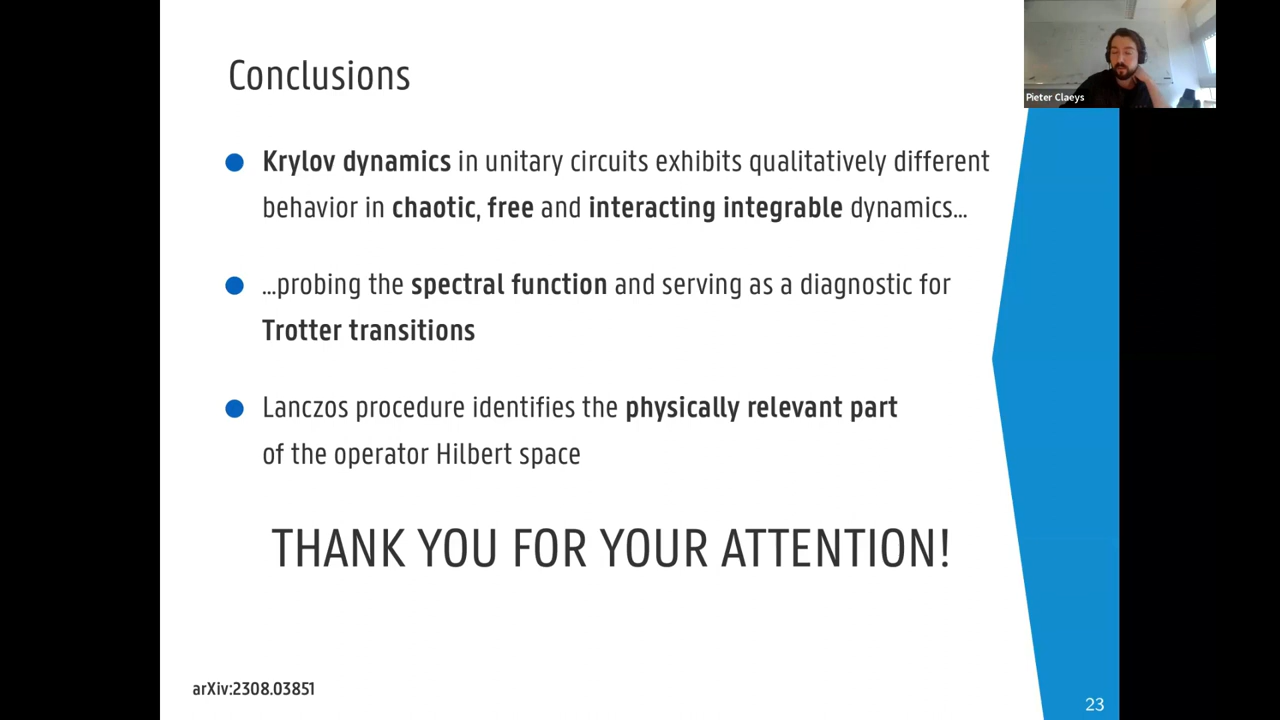 Conclusions
Pieter Claeys
Krylov dynamics in unitary circuits exhibits qualitatively different
behavior in chaotic, free and interacting integrable dynamics...
...probing the spectral function and serving as a diagnostic for
Trotter transitions
Lanczos procedure identifies the physically relevant part
of the operator Hilbert space
THANK YOU FOR YOUR ATTENTION!
arXiv:2308.03851
23